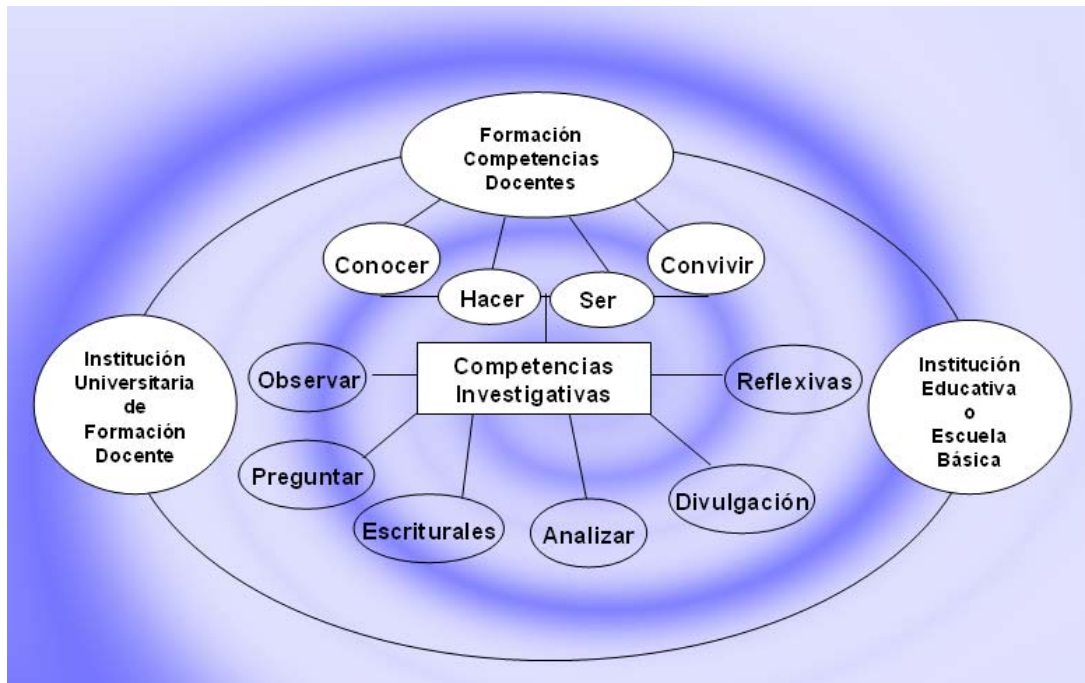 Formación
Competencias
Docentes
Conocer
Convivir
Hacer
Ser
Institución
Universitaria
de
Formación
Docente
Competencias
Investigativas
Observar
Reflexivas
Preguntar
Escriturales
Analizar
Divulgación
Institución
Educativa
o
Escuela
Básica